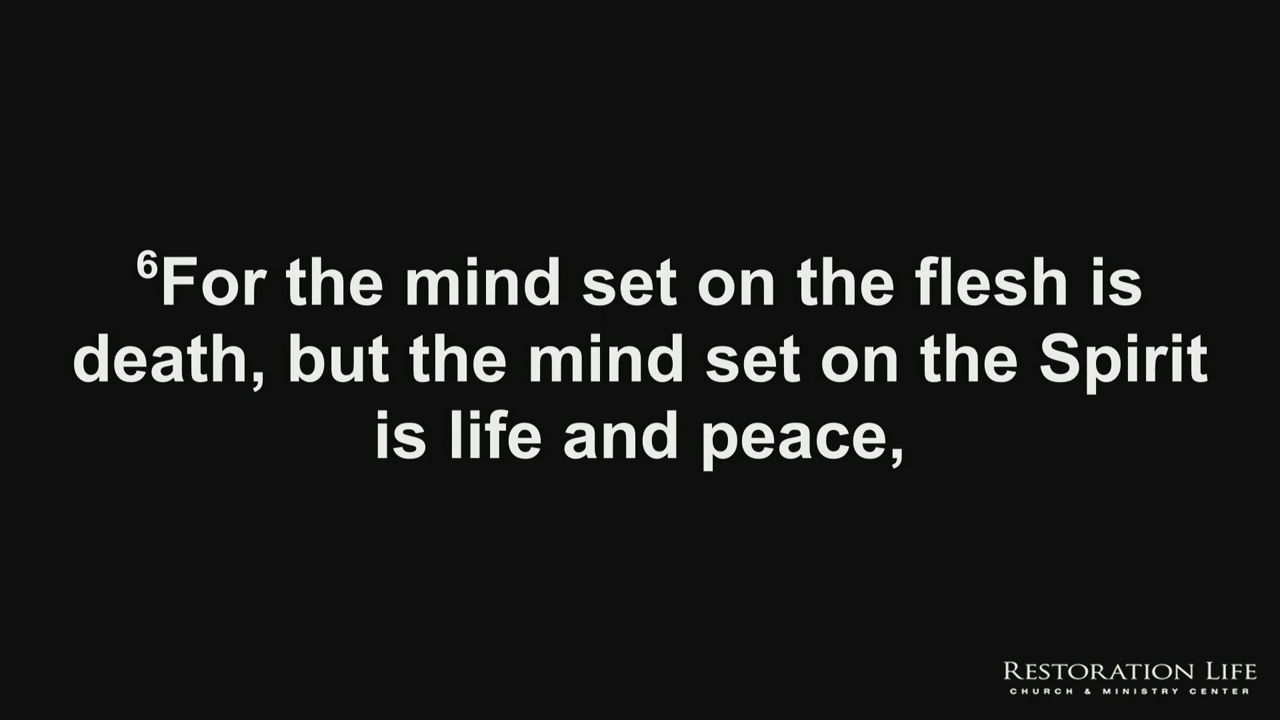 ⁶For the mind set on the flesh is
death, but the mind set on the Spirit
is life and peace,
RESTORATION LIFE
CHURCH & MINISTRY CENTER